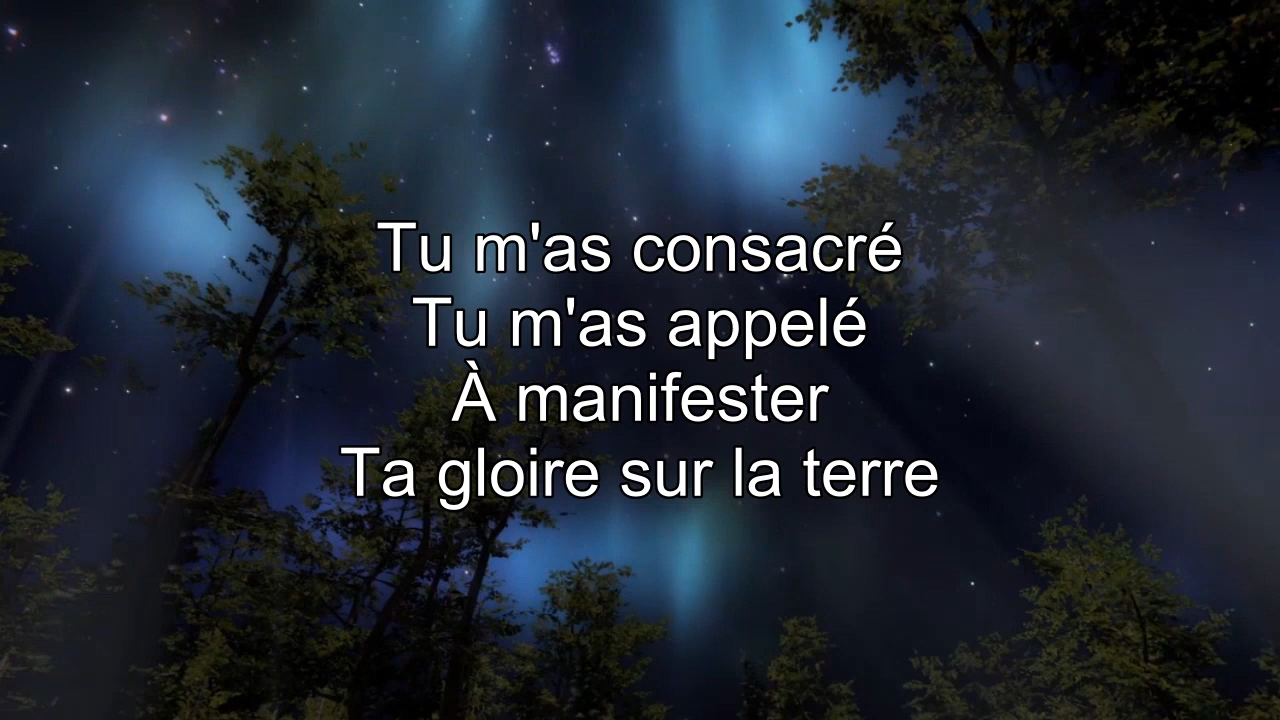 Tu m'as consacré
Tu m'as appelé
À manifester
Ta gloire sur la terre